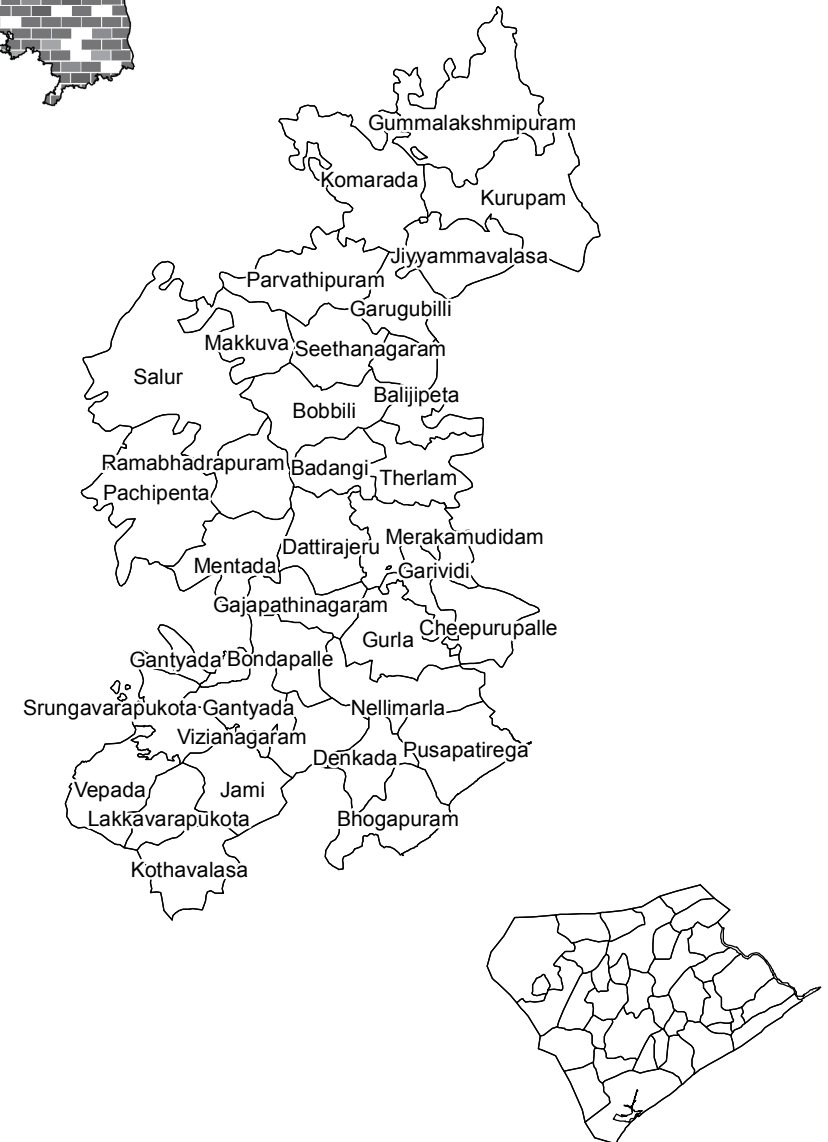 Gummalakshmipuram
Komarada
Kurupam
Jiyyammavalasa
Parvathipuram
Garugubilli
Makkuva
Seethanagaram
Salur
Balijipeta
Bobbili
Ramabhadrapuram
Badangi
Therlam
Pachipenta
Merakamudidam
Dattirajeru
Mentada
Garividi
Gajapathinagaram
Cheepurupalle
Gurla
Gantyada
Bondapalle
Srungavarapukota
Gantyada
Nellimarla
Vizianagaram
Pusapatirega
Denkada
Vepada
Jami
Lakkavarapukota
Bhogapuram
Kothavalasa